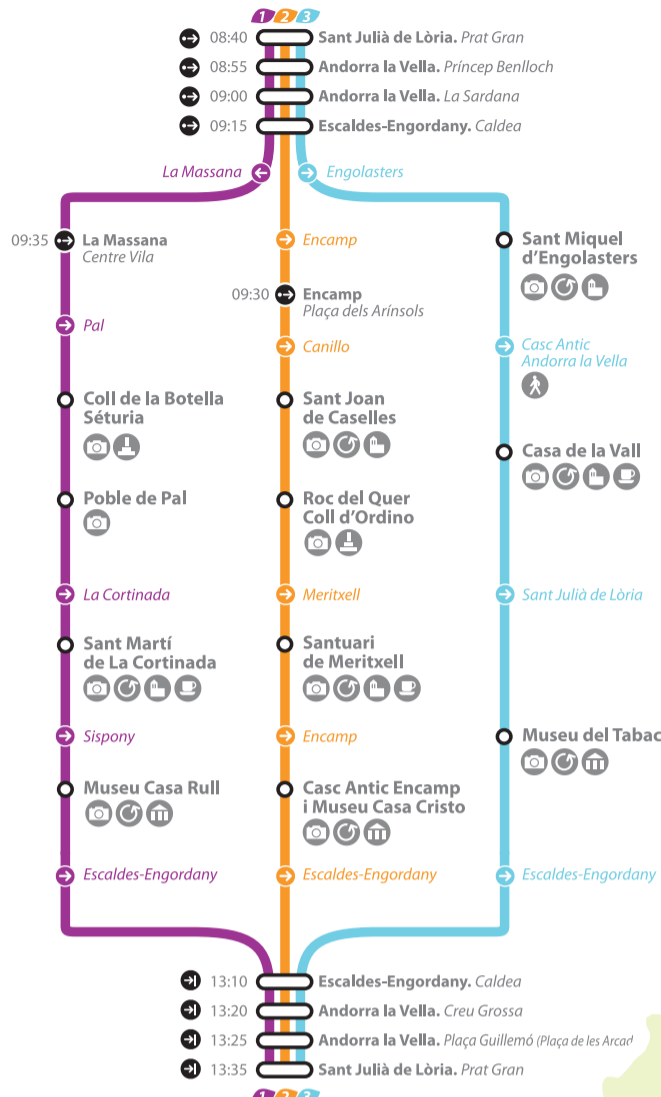 1 2 3
08:40 Sant Julià de Lòria. Prat Gran
08:55 Andorra la Vella. Príncep Benlloch
09:00 Andorra la Vella. La Sardana
09:15 Escaldes-Engordany. Caldea
La Massana
Engolasters
09:35 La Massana
Centre Vila
Pal
Coll de la Botella
Séturia
Poble de Pal
La Cortinada
Sant Martí
de La Cortinada
Sispony
Museu Casa Rull
Escaldes-Engordany
Encamp
09:30 Encamp
Plaça dels Arínsols
Canillo
Sant Joan
de Caselles
Roc del Quer
Coll d'Ordino
Meritxell
Santuari
de Meritxell
Encamp
Casc Antic Encamp
i Museu Casa Cristo
Escaldes-Engordany
Sant Miquel
d'Engolasters
Casc Antic
Andorra la Vella
Casa de la Vall
Sant Julià de Lòria
Museu del Tabac
Escaldes-Engordany
13:10 Escaldes-Engordany. Caldea
13:20 Andorra la Vella. Creu Grossa
13:25 Andorra la Vella. Plaça Guillemó (Plaça de les Arcad
13:35 Sant Julià de Lòria. Prat Gran
1 2 3